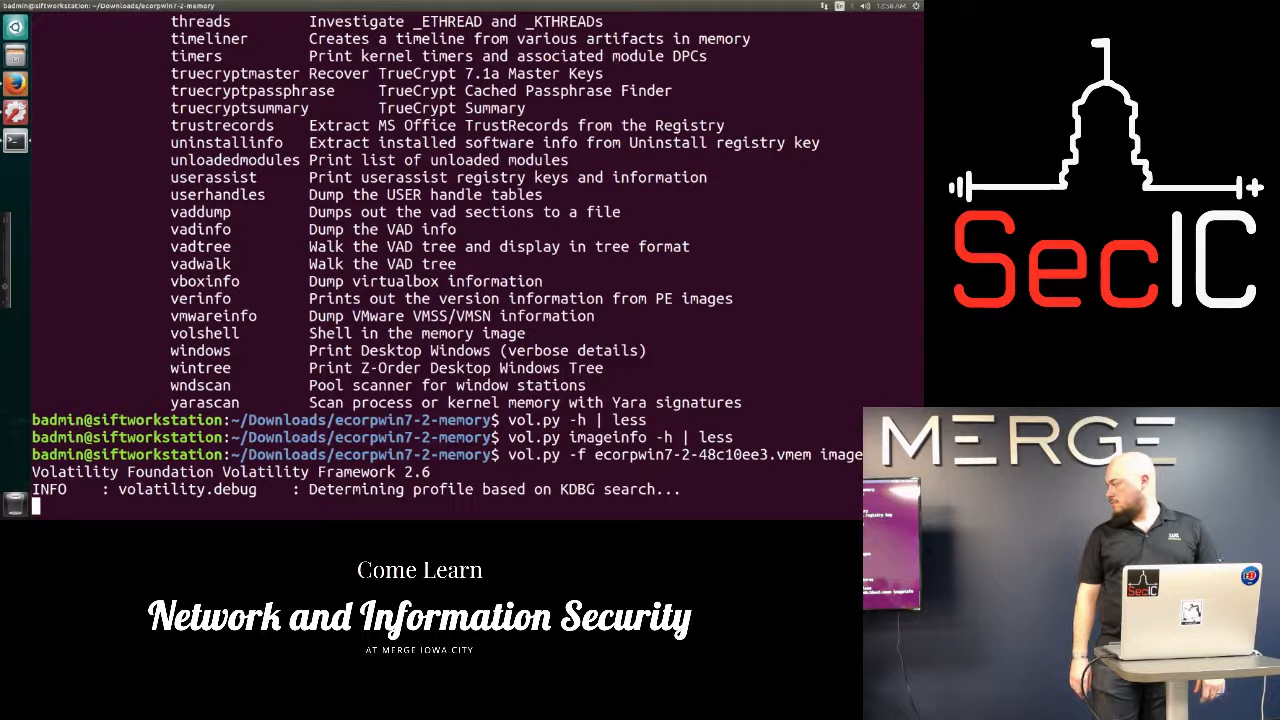 badmin@siftworkstation: ~/Downloads/ecorpwin7-2-memory
threads Investigate _ETHREAD and _KTHREADs
timeliner Creates a timeline from various artifacts in memory
timers Print kernel timers and associated module DPCs
truecryptmaster Recover TrueCrypt 7.1a Master Keys
truecryptpassphrase TrueCrypt Cached Passphrase Finder
truecryptsummary TrueCrypt Summary
trustrecords Extract MS Office TrustRecords from the Registry
uninstallinfo Extract installed software info from Uninstall registry key
unloadedmodules Print list of unloaded modules
userassist Print userassist registry keys and information
userhandles Dump the USER handle tables
vaddump Dumps out the vad sections to a file
vadinfo Dump the VAD info
vadtree Walk the VAD tree and display in tree format
vadwalk Walk the VAD tree
vboxinfo Dump virtualbox information
verinfo Prints out the version information from PE images
vmwareinfo Dump VMware VMSS/VMSN information
volshell Shell in the memory image
windows Print Desktop Windows (verbose details)
wintree Print Z-Order Desktop Windows Tree
wndscan Pool scanner for window stations
yarascan Scan process or kernel memory with Yara signatures
badmin@siftworkstation:~/Downloads/ecorpwin7-2-memory$ vol.py -h | less
badmin@siftworkstation:~/Downloads/ecorpwin7-2-memory$ vol.py imageinfo -h | less
badmin@siftworkstation:~/Downloads/ecorpwin7-2-memory$ vol.py -f ecorpwin7-2-48c10ee3.vmem image
Volatility Foundation Volatility Framework 2.6
INFO : volatility.debug : Determining profile based on KDBG search...
SecIC
MERGE
SecIC
Come Learn
Network and Information Security
AT MERGE IOWA CITY